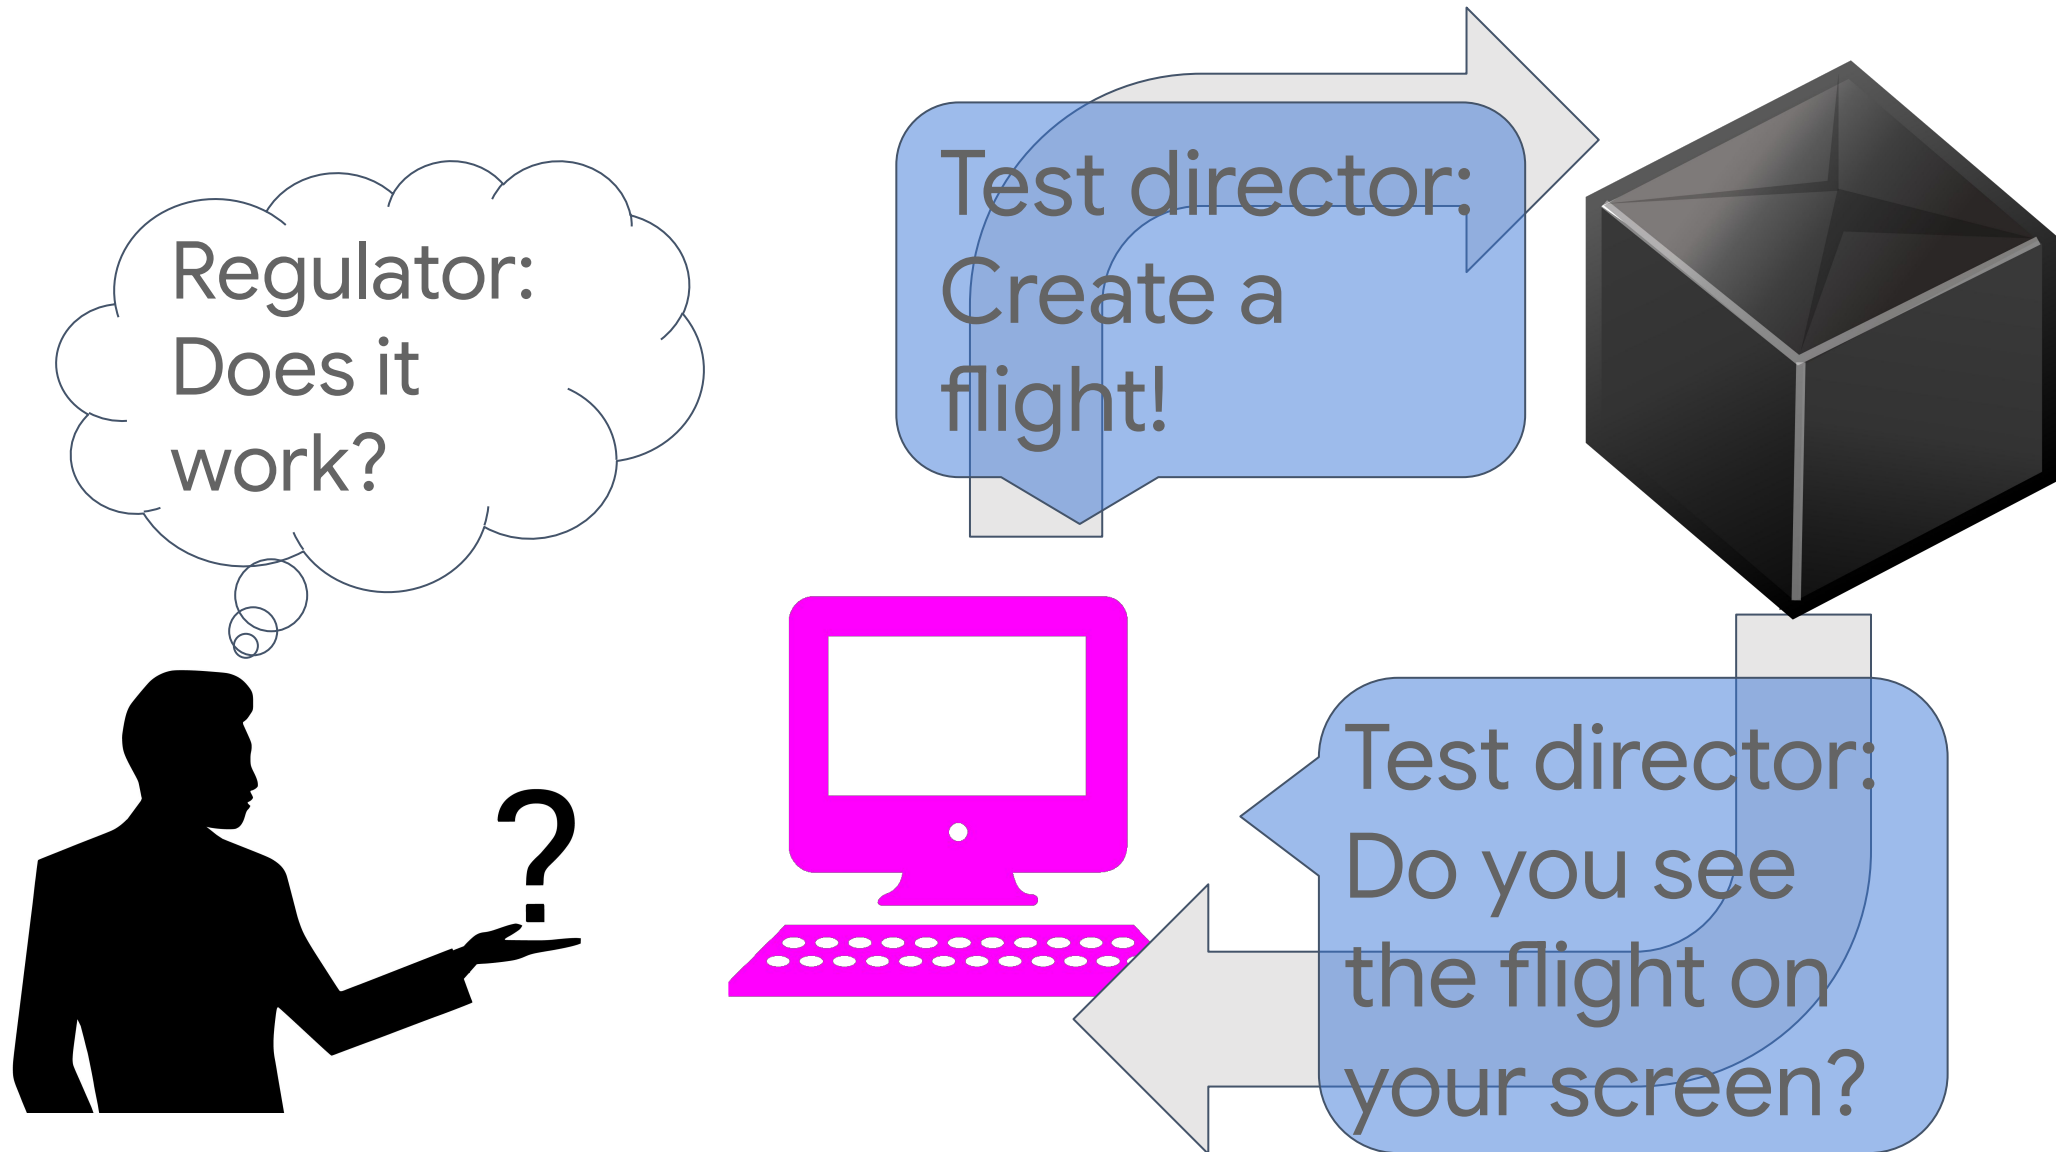 Regulator:
Does it
work?
Test director:
Create a
flight!
?
Test director:
Do you see
the flight on
your screen?